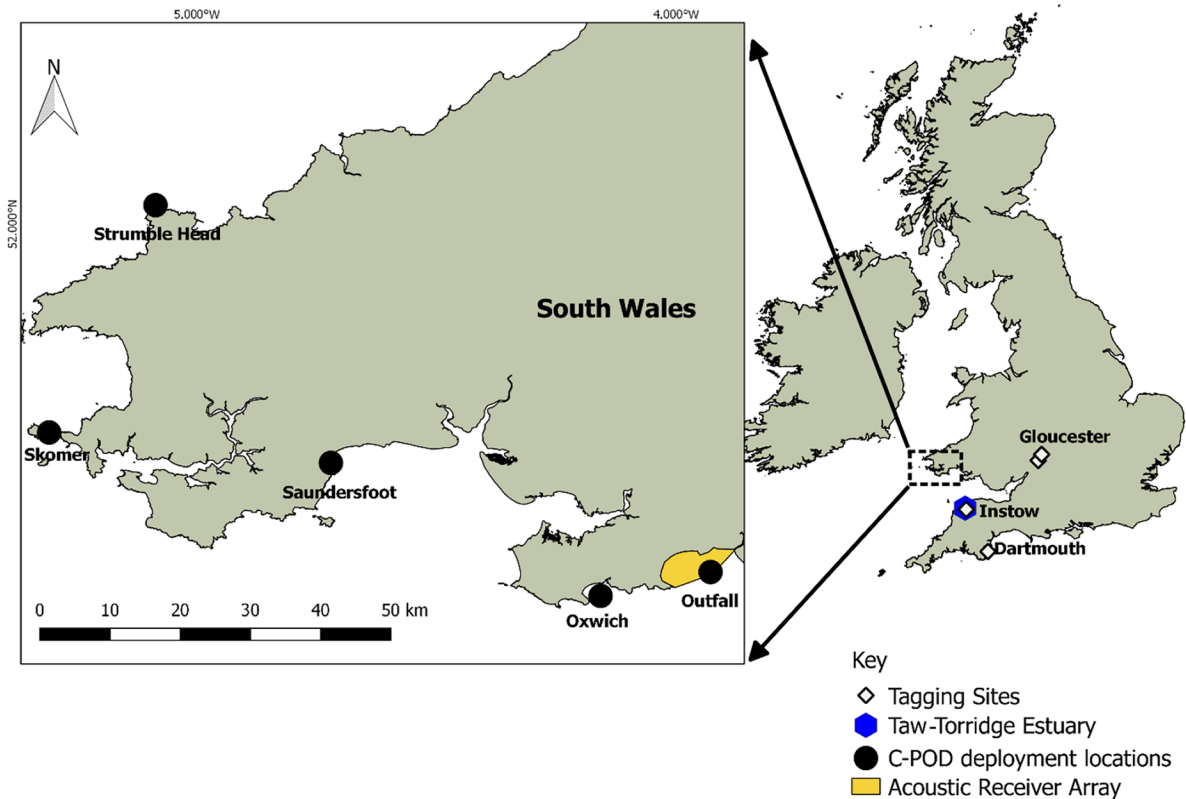 5.000°W
4.000°W
N
52.000°N
Strumble Head
South Wales
Skomer
Saundersfoot
Outfall
Oxwich
0 10 20 30 40 50 km
Gloucester
Instow
Dartmouth
Key
Tagging Sites
Taw-Torridge Estuary
C-POD deployment locations
Acoustic Receiver Array